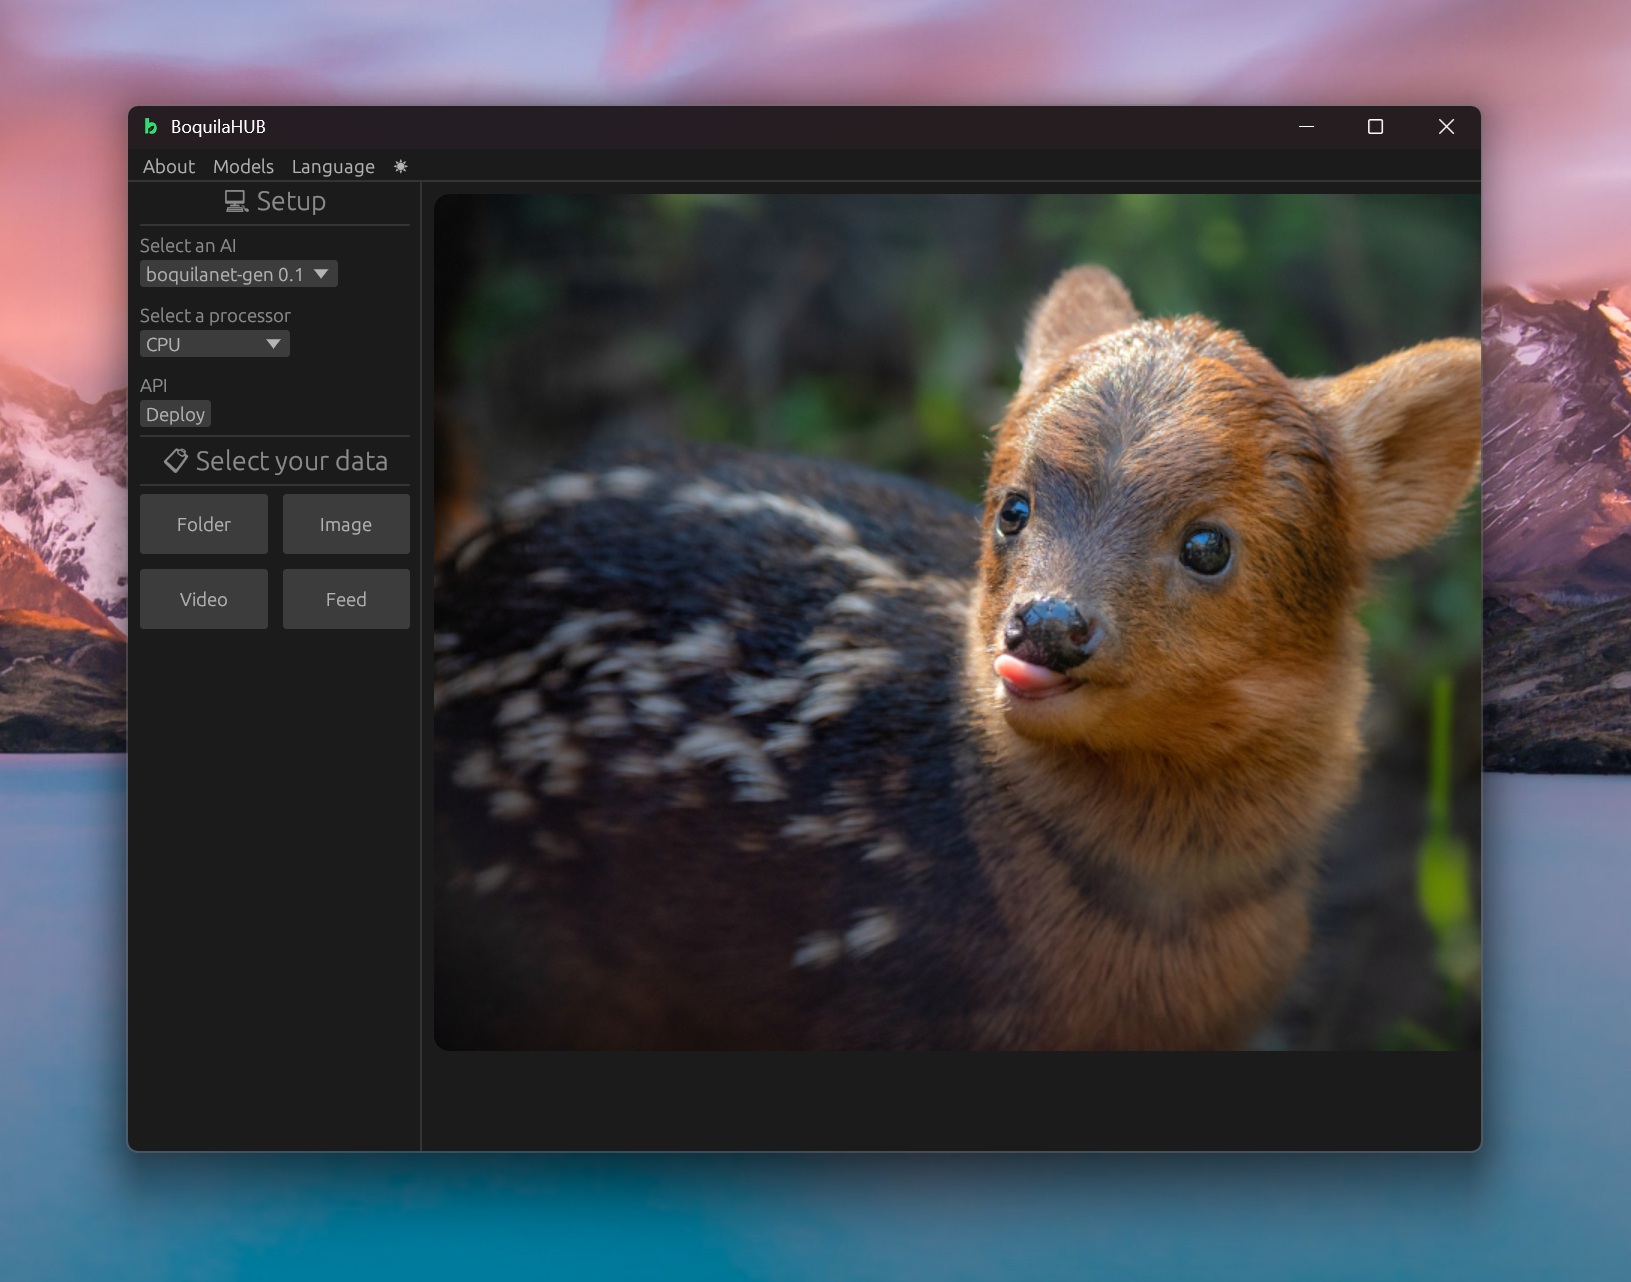 BoquilaHUB
About Models Language
Setup
Select an AI
boquilanet-gen 0.1
Select a processor
CPU
API
Deploy
Select your data
Folder Image
Video Feed